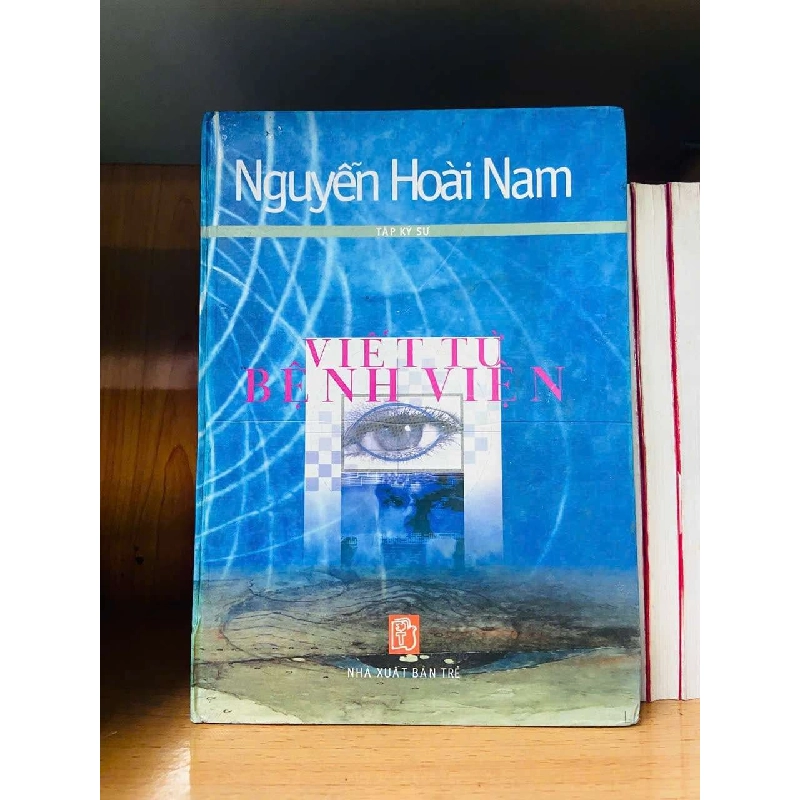 Nguyễn Hoài Nam
TẬP KÝ SỰ
VIẾT TỪ
BỆNH VIỆN
NHÀ XUẤT BẢN TRẺ